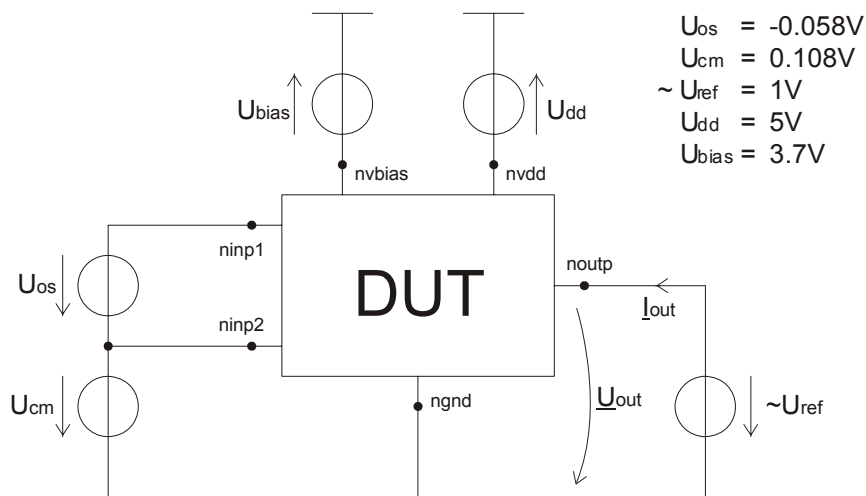 Uos = -0.058V
Ucm = 0.108V
~ Uref = 1V
Udd = 5V
Ubias = 3.7V
Ubias
Udd
nvbias
nvdd
ninp1
noutp
Uos
DUT
Iout
ninp2
Ucm
ngnd
Uout
~Uref